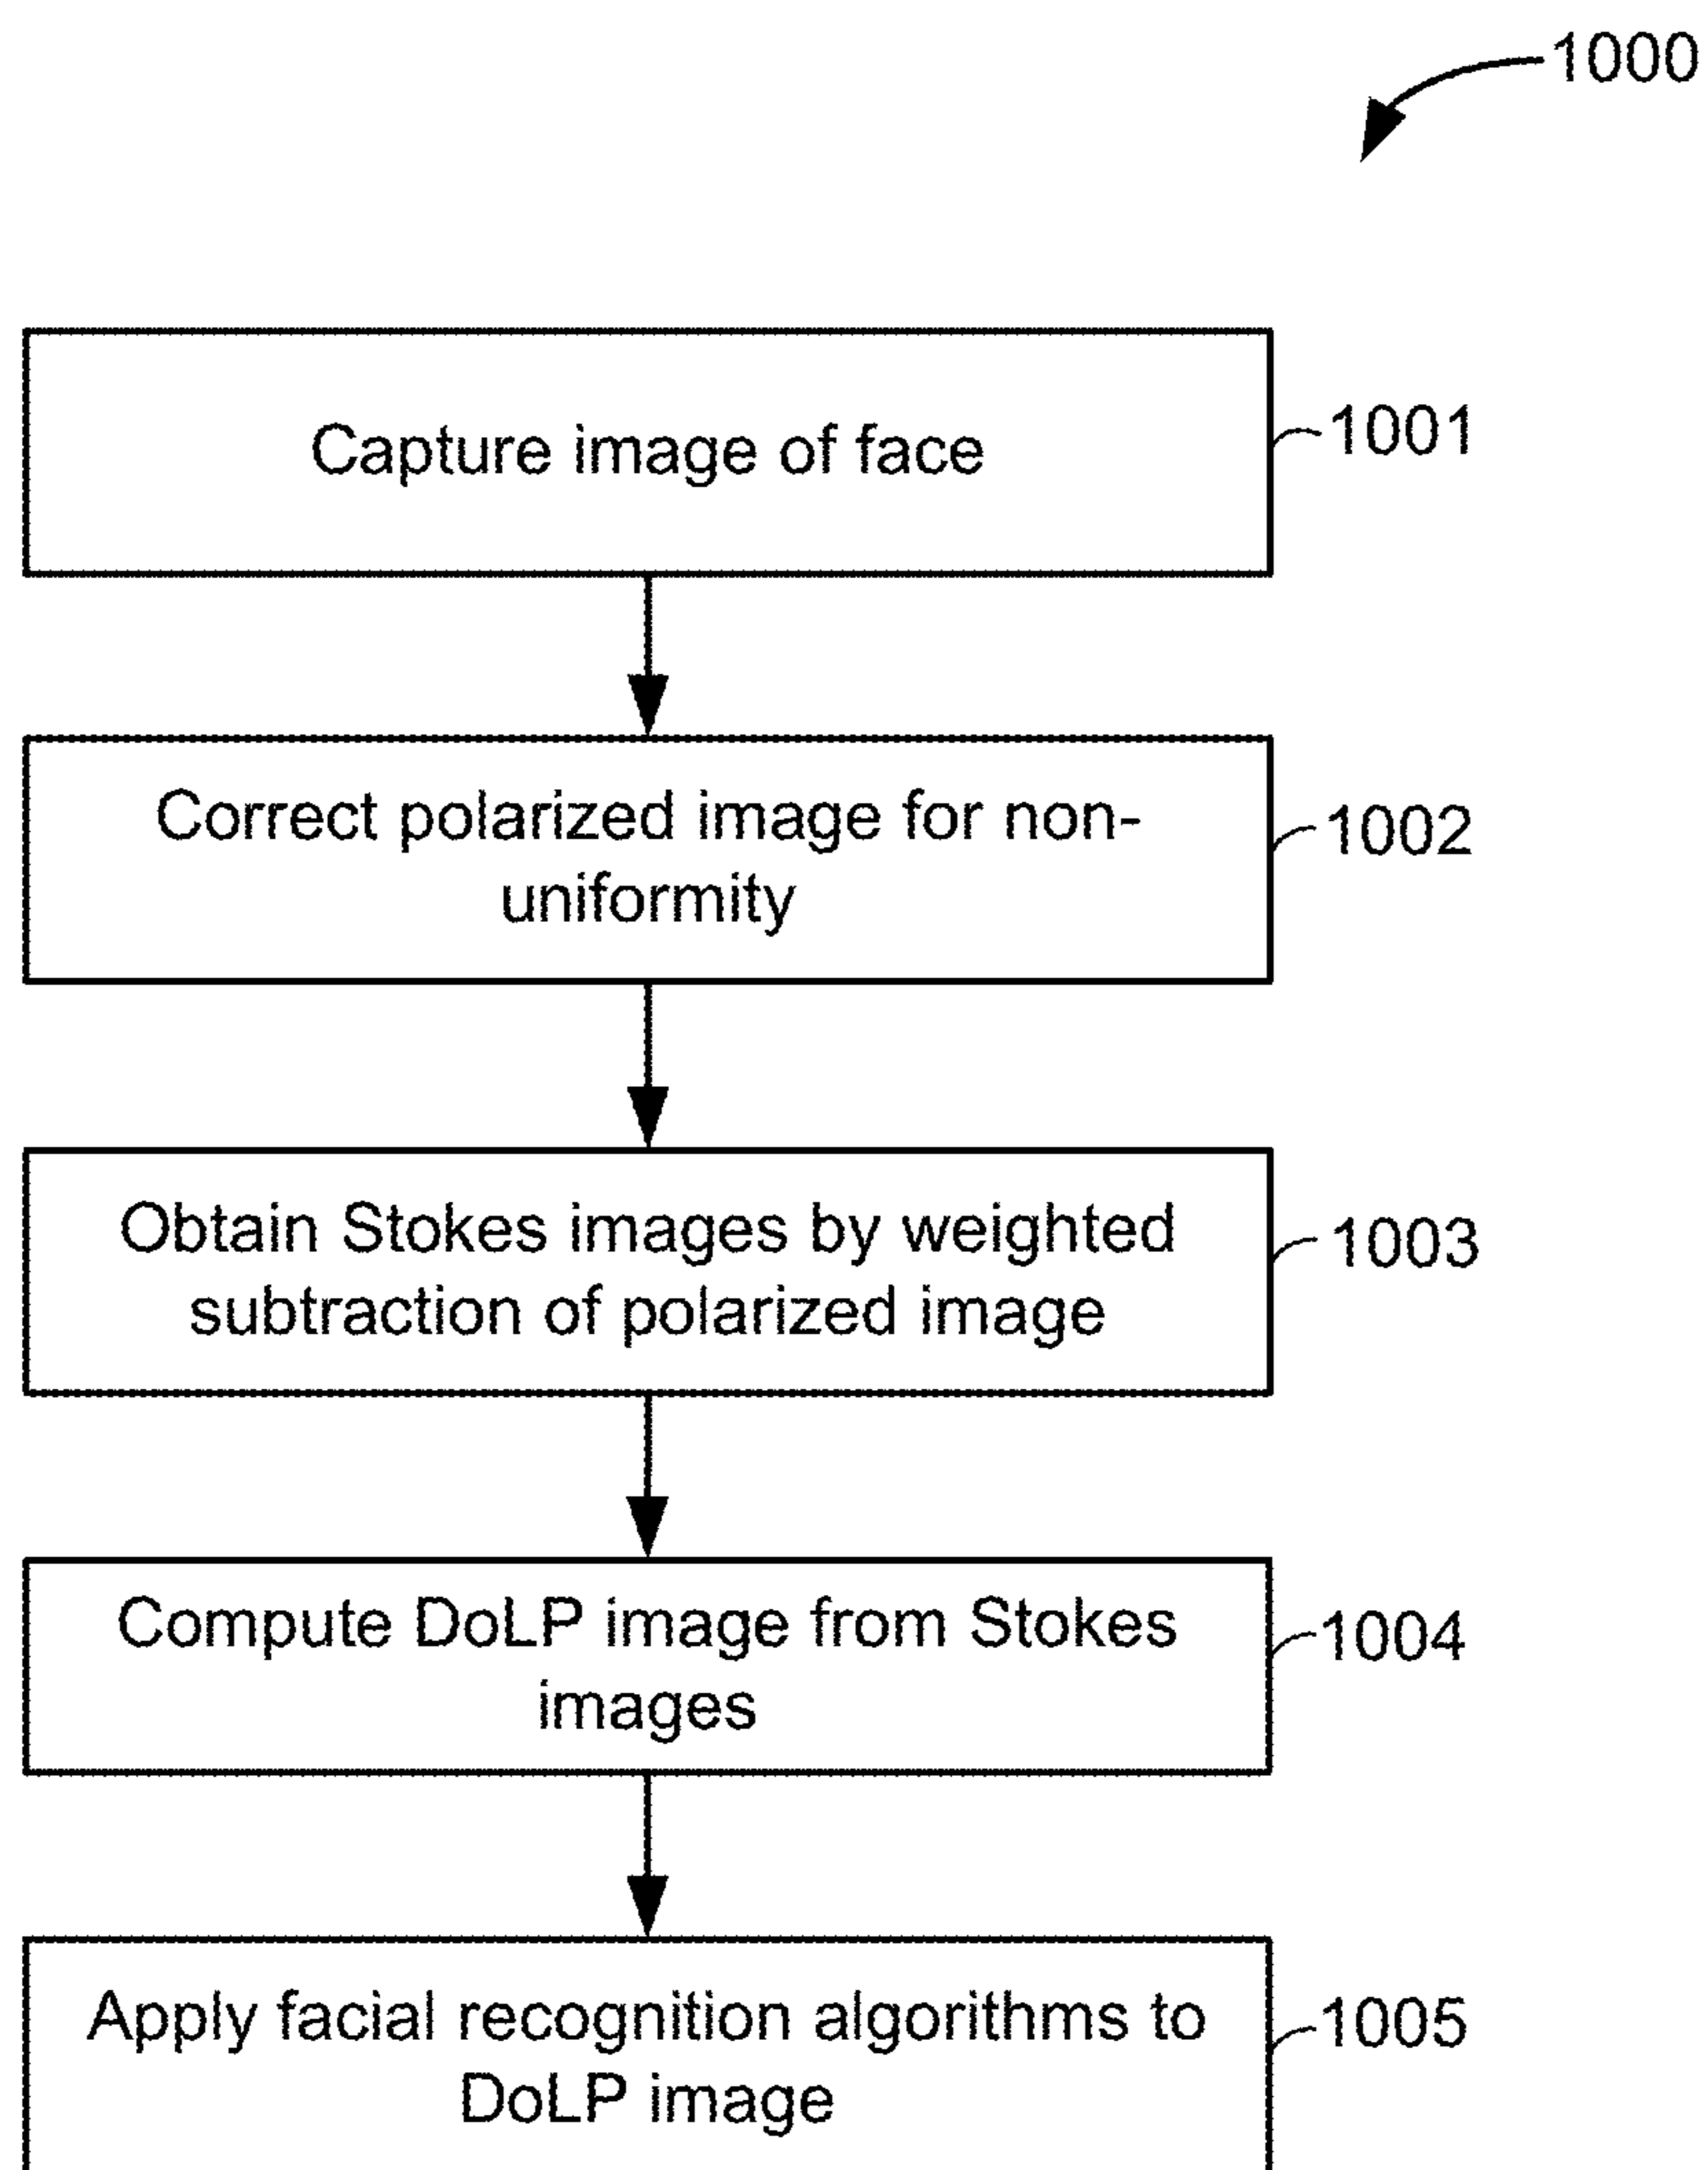 1000
Capture image of face
1001
Correct polarized image for non-
uniformity
1002
Obtain Stokes images by weighted
subtraction of polarized image
1003
Compute DoLP image from Stokes
images
1004
Apply facial recognition algorithms to
DoLP image
1005